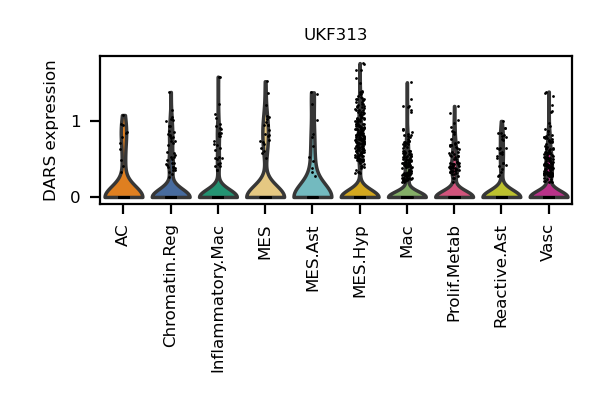 UKF313
DARS expression
1
0
AC
Chromatin.Reg
Inflammatory.Mac
MES
MES.Ast
MES.Hyp
Mac
Prolif.Metab
Reactive.Ast
Vasc